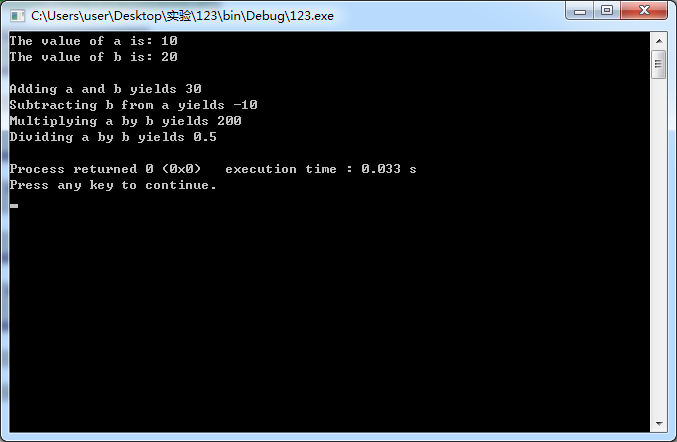 C:\Users\user\Desktop\实验\123\bin\Debug\123.exe
The value of a is: 10
The value of b is: 20
Adding a and b yields 30
Subtracting b from a yields -10
Multiplying a by b yields 200
Dividing a by b yields 0.5
Process returned 0 (0x0)   execution time : 0.033 s
Press any key to continue.